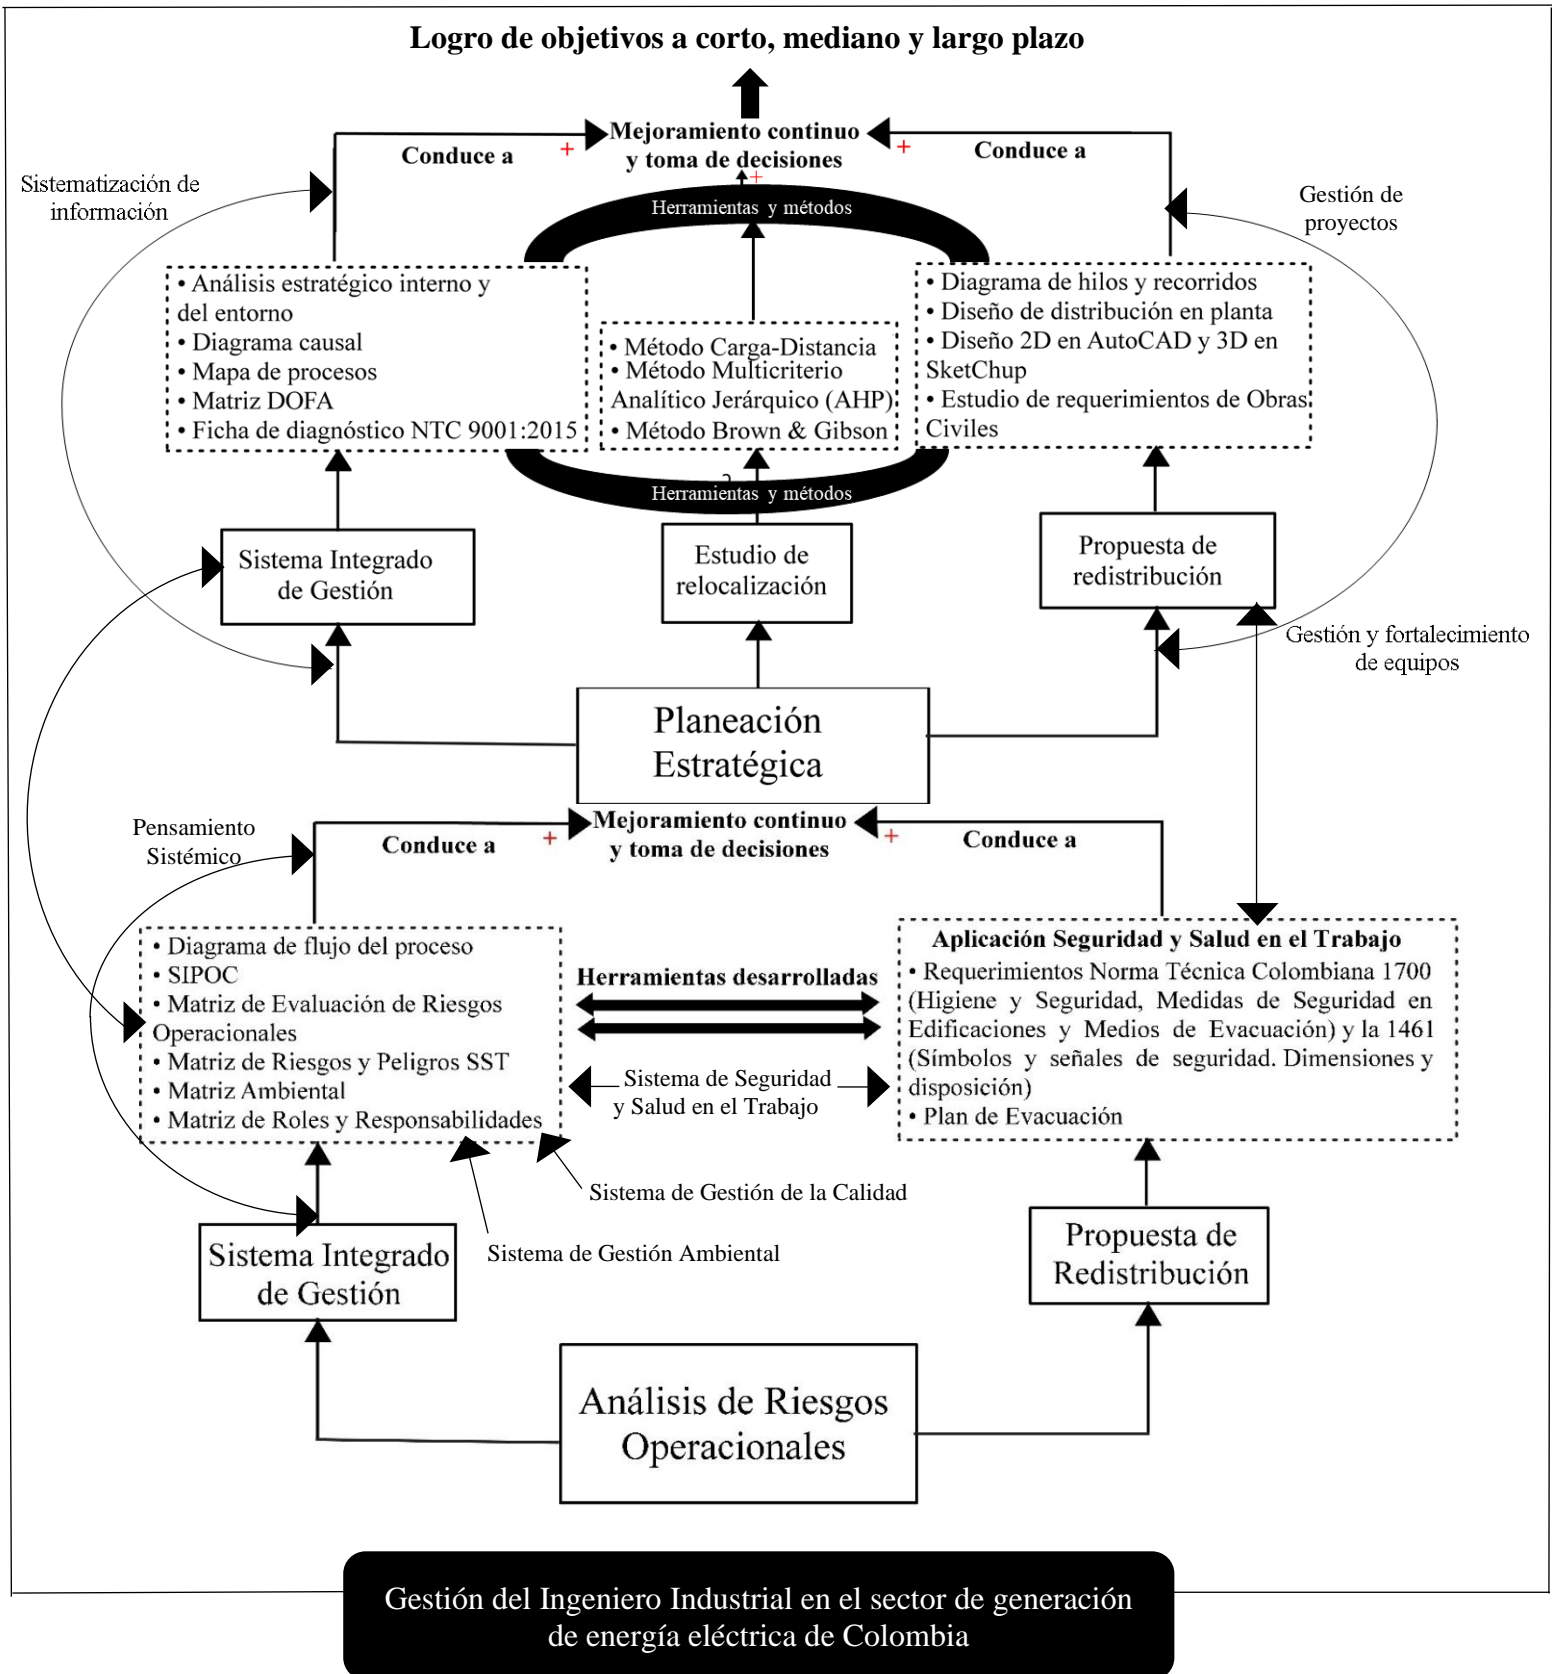 Logro de objetivos a corto, mediano y largo plazo
Mejoramiento continuo
y toma de decisiones
Conduce a
+
+
Conduce a
+
Sistematización de
información
Herramientas y métodos
Gestión de
proyectos
• Análisis estratégico interno y
del entorno
• Diagrama causal
• Mapa de procesos
• Matriz DOFA
• Ficha de diagnóstico NTC 9001:2015
• Método Carga-Distancia
• Método Multicriterio
Analítico Jerárquico (AHP)
• Método Brown & Gibson
• Diagrama de hilos y recorridos
• Diseño de distribución en planta
• Diseño 2D en AutoCAD y 3D en
SketChup
• Estudio de requerimientos de Obras
Civiles
Herramientas y métodos
Sistema Integrado
de Gestión
Estudio de
relocalización
Propuesta de
redistribución
Gestión y fortalecimiento
de equipos
Planeación
Estratégica
Mejoramiento continuo
y toma de decisiones
Conduce a
+
+
Conduce a
Pensamiento
Sistémico
• Diagrama de flujo del proceso
• SIPOC
• Matriz de Evaluación de Riesgos
Operacionales
• Matriz de Riesgos y Peligros SST
• Matriz Ambiental
• Matriz de Roles y Responsabilidades
Herramientas desarrolladas
Sistema de Seguridad
y Salud en el Trabajo
Aplicación Seguridad y Salud en el Trabajo
• Requerimientos Norma Técnica Colombiana 1700
(Higiene y Seguridad, Medidas de Seguridad en
Edificaciones y Medios de Evacuación) y la 1461
(Símbolos y señales de seguridad. Dimensiones y
disposición)
• Plan de Evacuación
Sistema de Gestión de la Calidad
Sistema de Gestión Ambiental
Sistema Integrado
de Gestión
Propuesta de
Redistribución
Análisis de Riesgos
Operacionales
Gestión del Ingeniero Industrial en el sector de generación
de energía eléctrica de Colombia